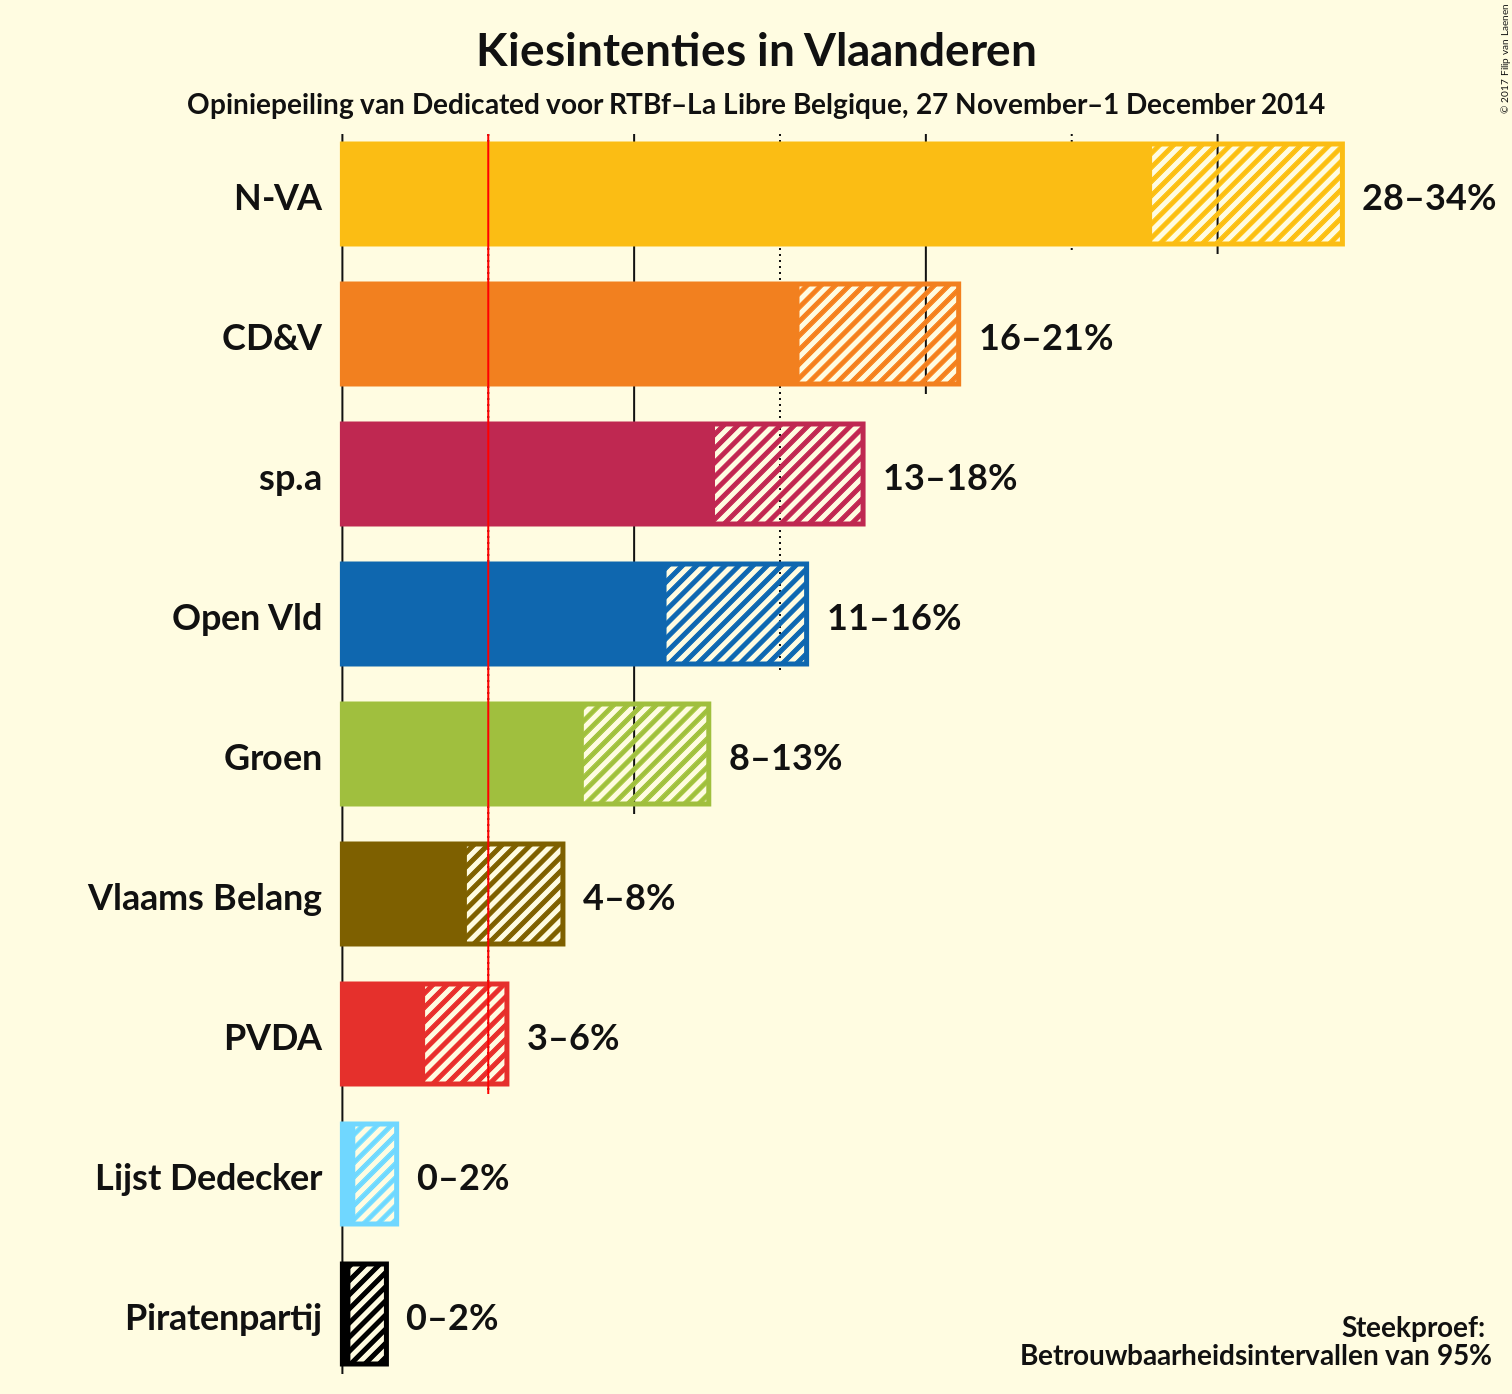 Kiesintenties in Vlaanderen
Opiniepeiling van Dedicated voor RTBf–La Libre Belgique, 27 November–1 December 2014
© 2017 Filip van Laenen
N-VA
28–34%
CD&V
16–21%
sp.a
13–18%
Open Vld
11–16%
Groen
8–13%
Vlaams Belang
4–8%
PVDA
3–6%
Lijst Dedecker
0–2%
Piratenpartij
0–2%
Steekproef:
Betrouwbaarheidsintervallen van 95%